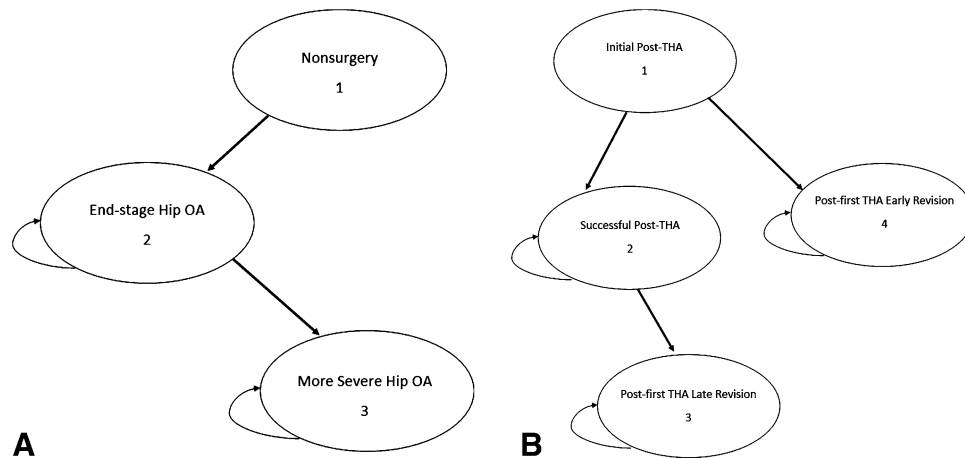 Nonsurgery
1
End-stage Hip OA
2
More Severe Hip OA
3
A
Initial Post-THA
1
Post-first THA Early Revision
4
Successful Post-THA
2
Post-first THA Late Revision
3
B